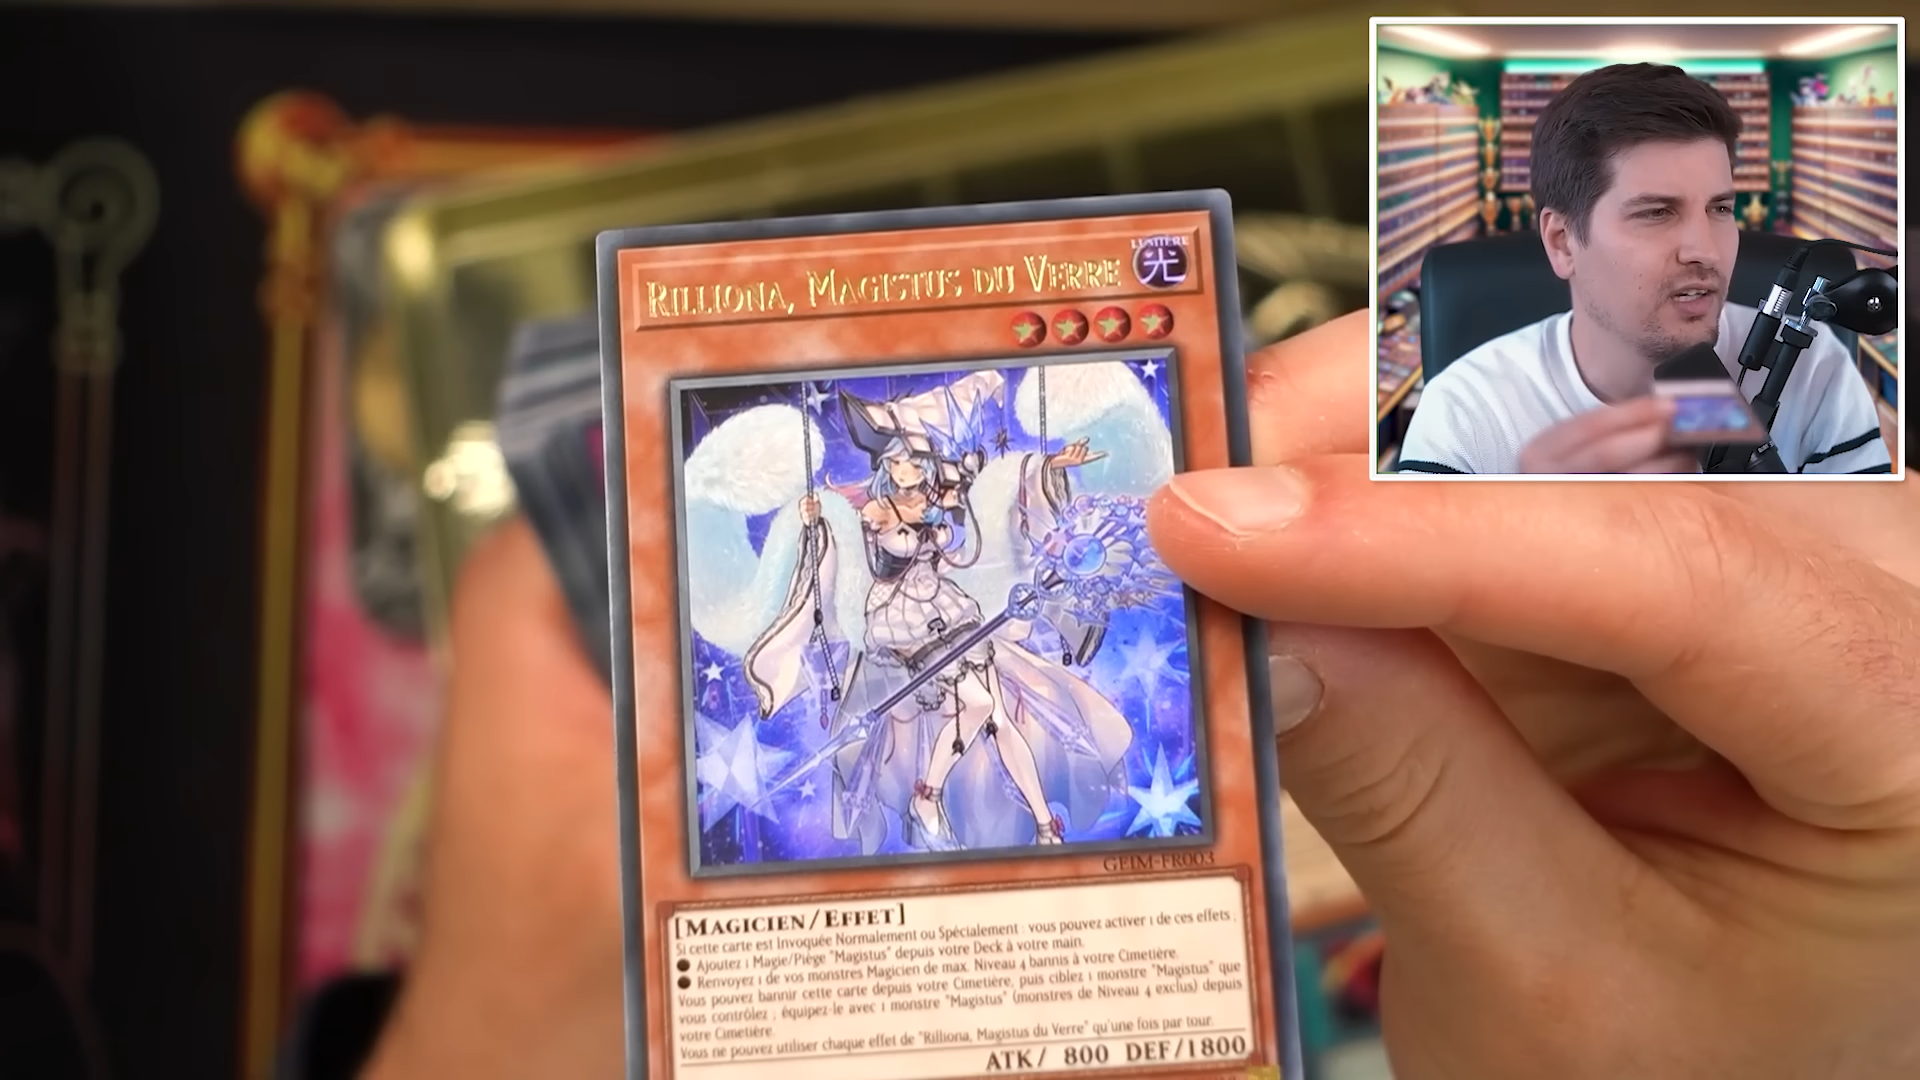 RILLIONA, MAGISTUS DU VERRE
LUMIÈRE
光
GEIM-FR003
[MAGICIEN/EFFET]
Si cette carte est Invoquée Normalement ou Spécialement : vous pouvez activer 1 de ces effets ;
● Ajoutez 1 Magie/Piège "Magistus" depuis votre Deck à votre main.
● Renvoyez 1 de vos monstres Magicien de max. Niveau 4 bannis à votre Cimetière.
Vous pouvez bannir cette carte depuis votre Cimetière, puis ciblez 1 monstre "Magistus" que
vous contrôlez ; équipez-le avec 1 monstre "Magistus" (monstres de Niveau 4 exclus) depuis
votre Cimetière.
Vous ne pouvez utiliser chaque effet de "Rilliona, Magistus du Verre" qu'une fois par tour.
ATK/ 800 DEF/1800